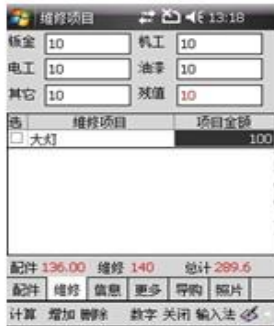 维修项目 13:18
钣金 10 机工 10
电工 10 油漆 10
其它 10 残值 10
选 维修项目 项目金额
大灯 100
配件 136.00 维修 140 总计 289.6
配件 维修 信息 更多 导购 照片
计算 增加 删除 数字 关闭 输入法